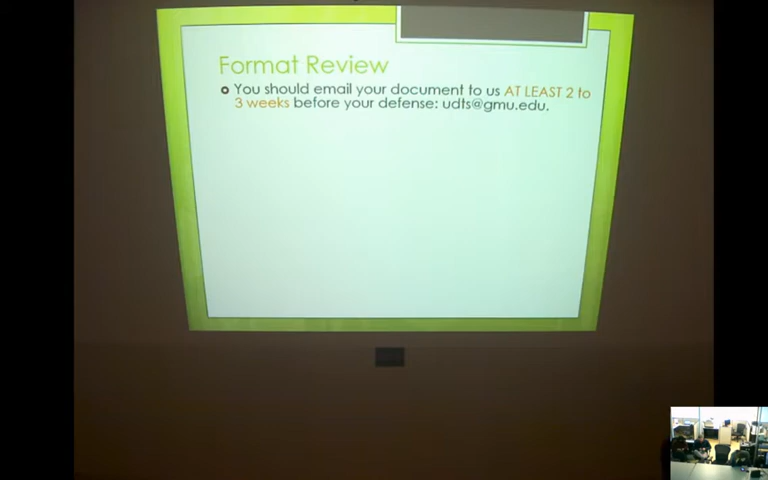 Format Review
You should email your document to us AT LEAST 2 to
3 weeks before your defense: udts@gmu.edu.